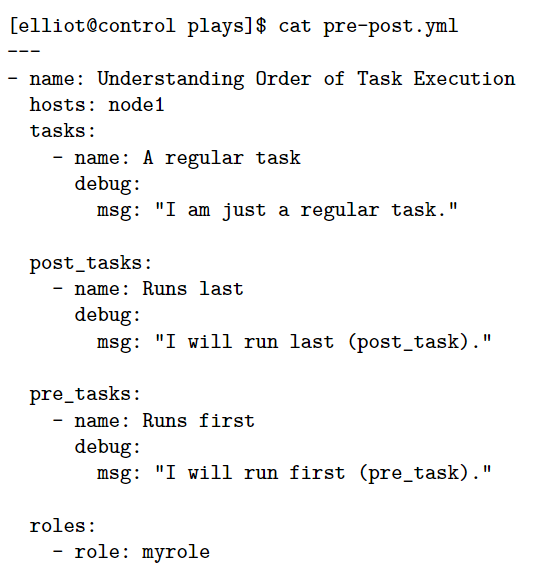 [elliot@control plays]$ cat pre-post.yml
---
- name: Understanding Order of Task Execution
  hosts: node1
  tasks:
    - name: A regular task
      debug:
        msg: "I am just a regular task."

  post_tasks:
    - name: Runs last
      debug:
        msg: "I will run last (post_task)."

  pre_tasks:
    - name: Runs first
      debug:
        msg: "I will run first (pre_task)."

  roles:
    - role: myrole